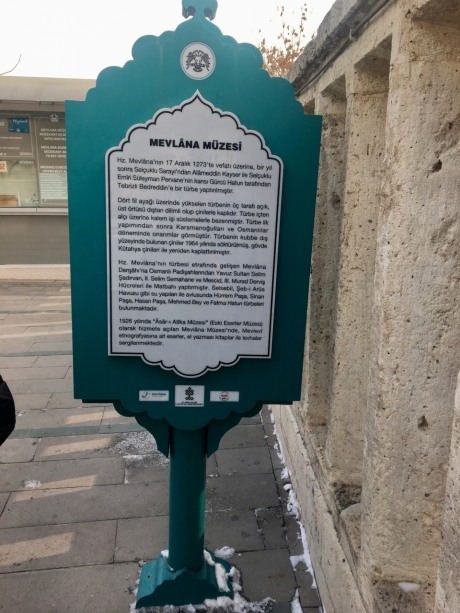 MEVLÂNA MÜZESİ
Hz. Mevlâna'nın 17 Aralık 1273'te vefatı üzerine, bir yıl
sonra Selçuklu Sarayı'ndan Alâmeddin Kayser ile Selçuklu
Emiri Süleyman Pervane'nin karısı Gürcü Hatun tarafından
Tebrizli Bedreddin'e bir türbe yaptırılmıştır.
Dört fil ayağı üzerinde yükselen türbenin üç tarafı açık,
üst örtüsü dıştan dilimli olup çinilerle kaplıdır. Türbe içten
alçı üzerine kalem işi süslemelerle bezenmiştir. Türbe ilk
yapımından sonra Karamanoğulları ve Osmanlılar
döneminde onarımlar görmüştür. Türbenin kubbe dış
yüzeyinde bulunan çiniler 1964 yılında söktürülmüş, gövde
Kütahya çinileri ile yeniden kaplattırılmıştır.
Hz. Mevlâna'nın türbesi etrafında gelişen Mevlâna
Dergâhı'na Osmanlı Padişahlarından Yavuz Sultan Selim
Şadırvan, II. Selim Semahane ve Mescid, III. Murad Derviş
Hücreleri ile Matbahı yaptırmıştır. Selsebil, Şeb-i Arûs
Havuzu gibi su yapıları ile avlusunda Hürrem Paşa, Sinan
Paşa, Hasan Paşa, Mehmed Bey ve Fatma Hatun türbeleri
bulunmaktadır.
1926 yılında "Âsâr-ı Atîka Müzesi" (Eski Eserler Müzesi)
olarak hizmete açılan Mevlâna Müzesi'nde, Mevlevî
etnografyasına ait eserler, el yazması kitaplar ile levhalar
sergilenmektedir.